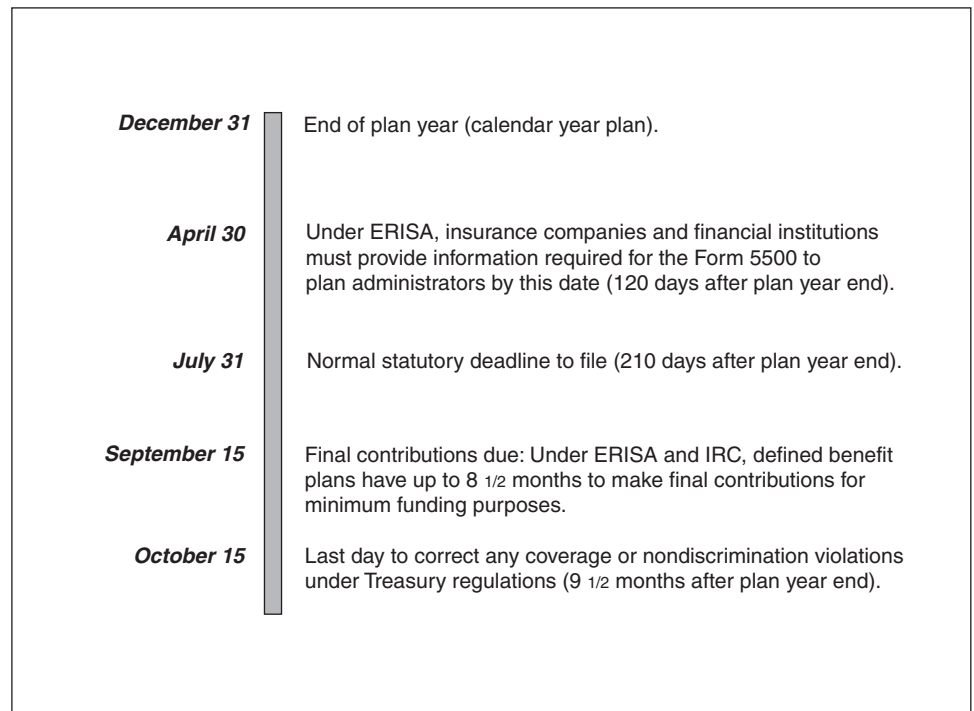 December 31 End of plan year (calendar year plan).
April 30 Under ERISA, insurance companies and financial institutions
must provide information required for the Form 5500 to
plan administrators by this date (120 days after plan year end).
July 31 Normal statutory deadline to file (210 days after plan year end).
September 15 Final contributions due: Under ERISA and IRC, defined benefit
plans have up to 8 1/2 months to make final contributions for
minimum funding purposes.
October 15 Last day to correct any coverage or nondiscrimination violations
under Treasury regulations (9 1/2 months after plan year end).